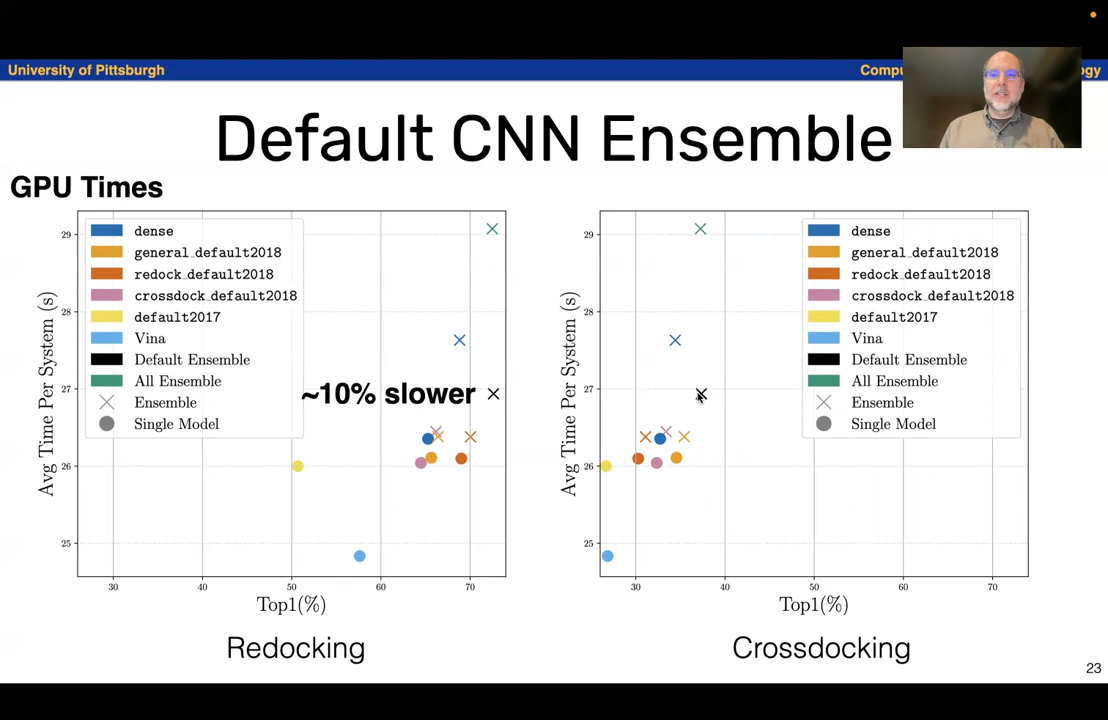 University of Pittsburgh
Default CNN Ensemble
GPU Times
Avg Time Per System (s)
29
28
27
26
25
dense
general_default2018
redock_default2018
crossdock_default2018
default2017
Vina
Default Ensemble
All Ensemble
Ensemble
Single Model
~10% slower
30
40
50
60
70
Top1(%)
Redocking
Avg Time Per System (s)
29
28
27
26
25
dense
general_default2018
redock_default2018
crossdock_default2018
default2017
Vina
Default Ensemble
All Ensemble
Ensemble
Single Model
30
40
50
60
70
Top1(%)
Crossdocking
23